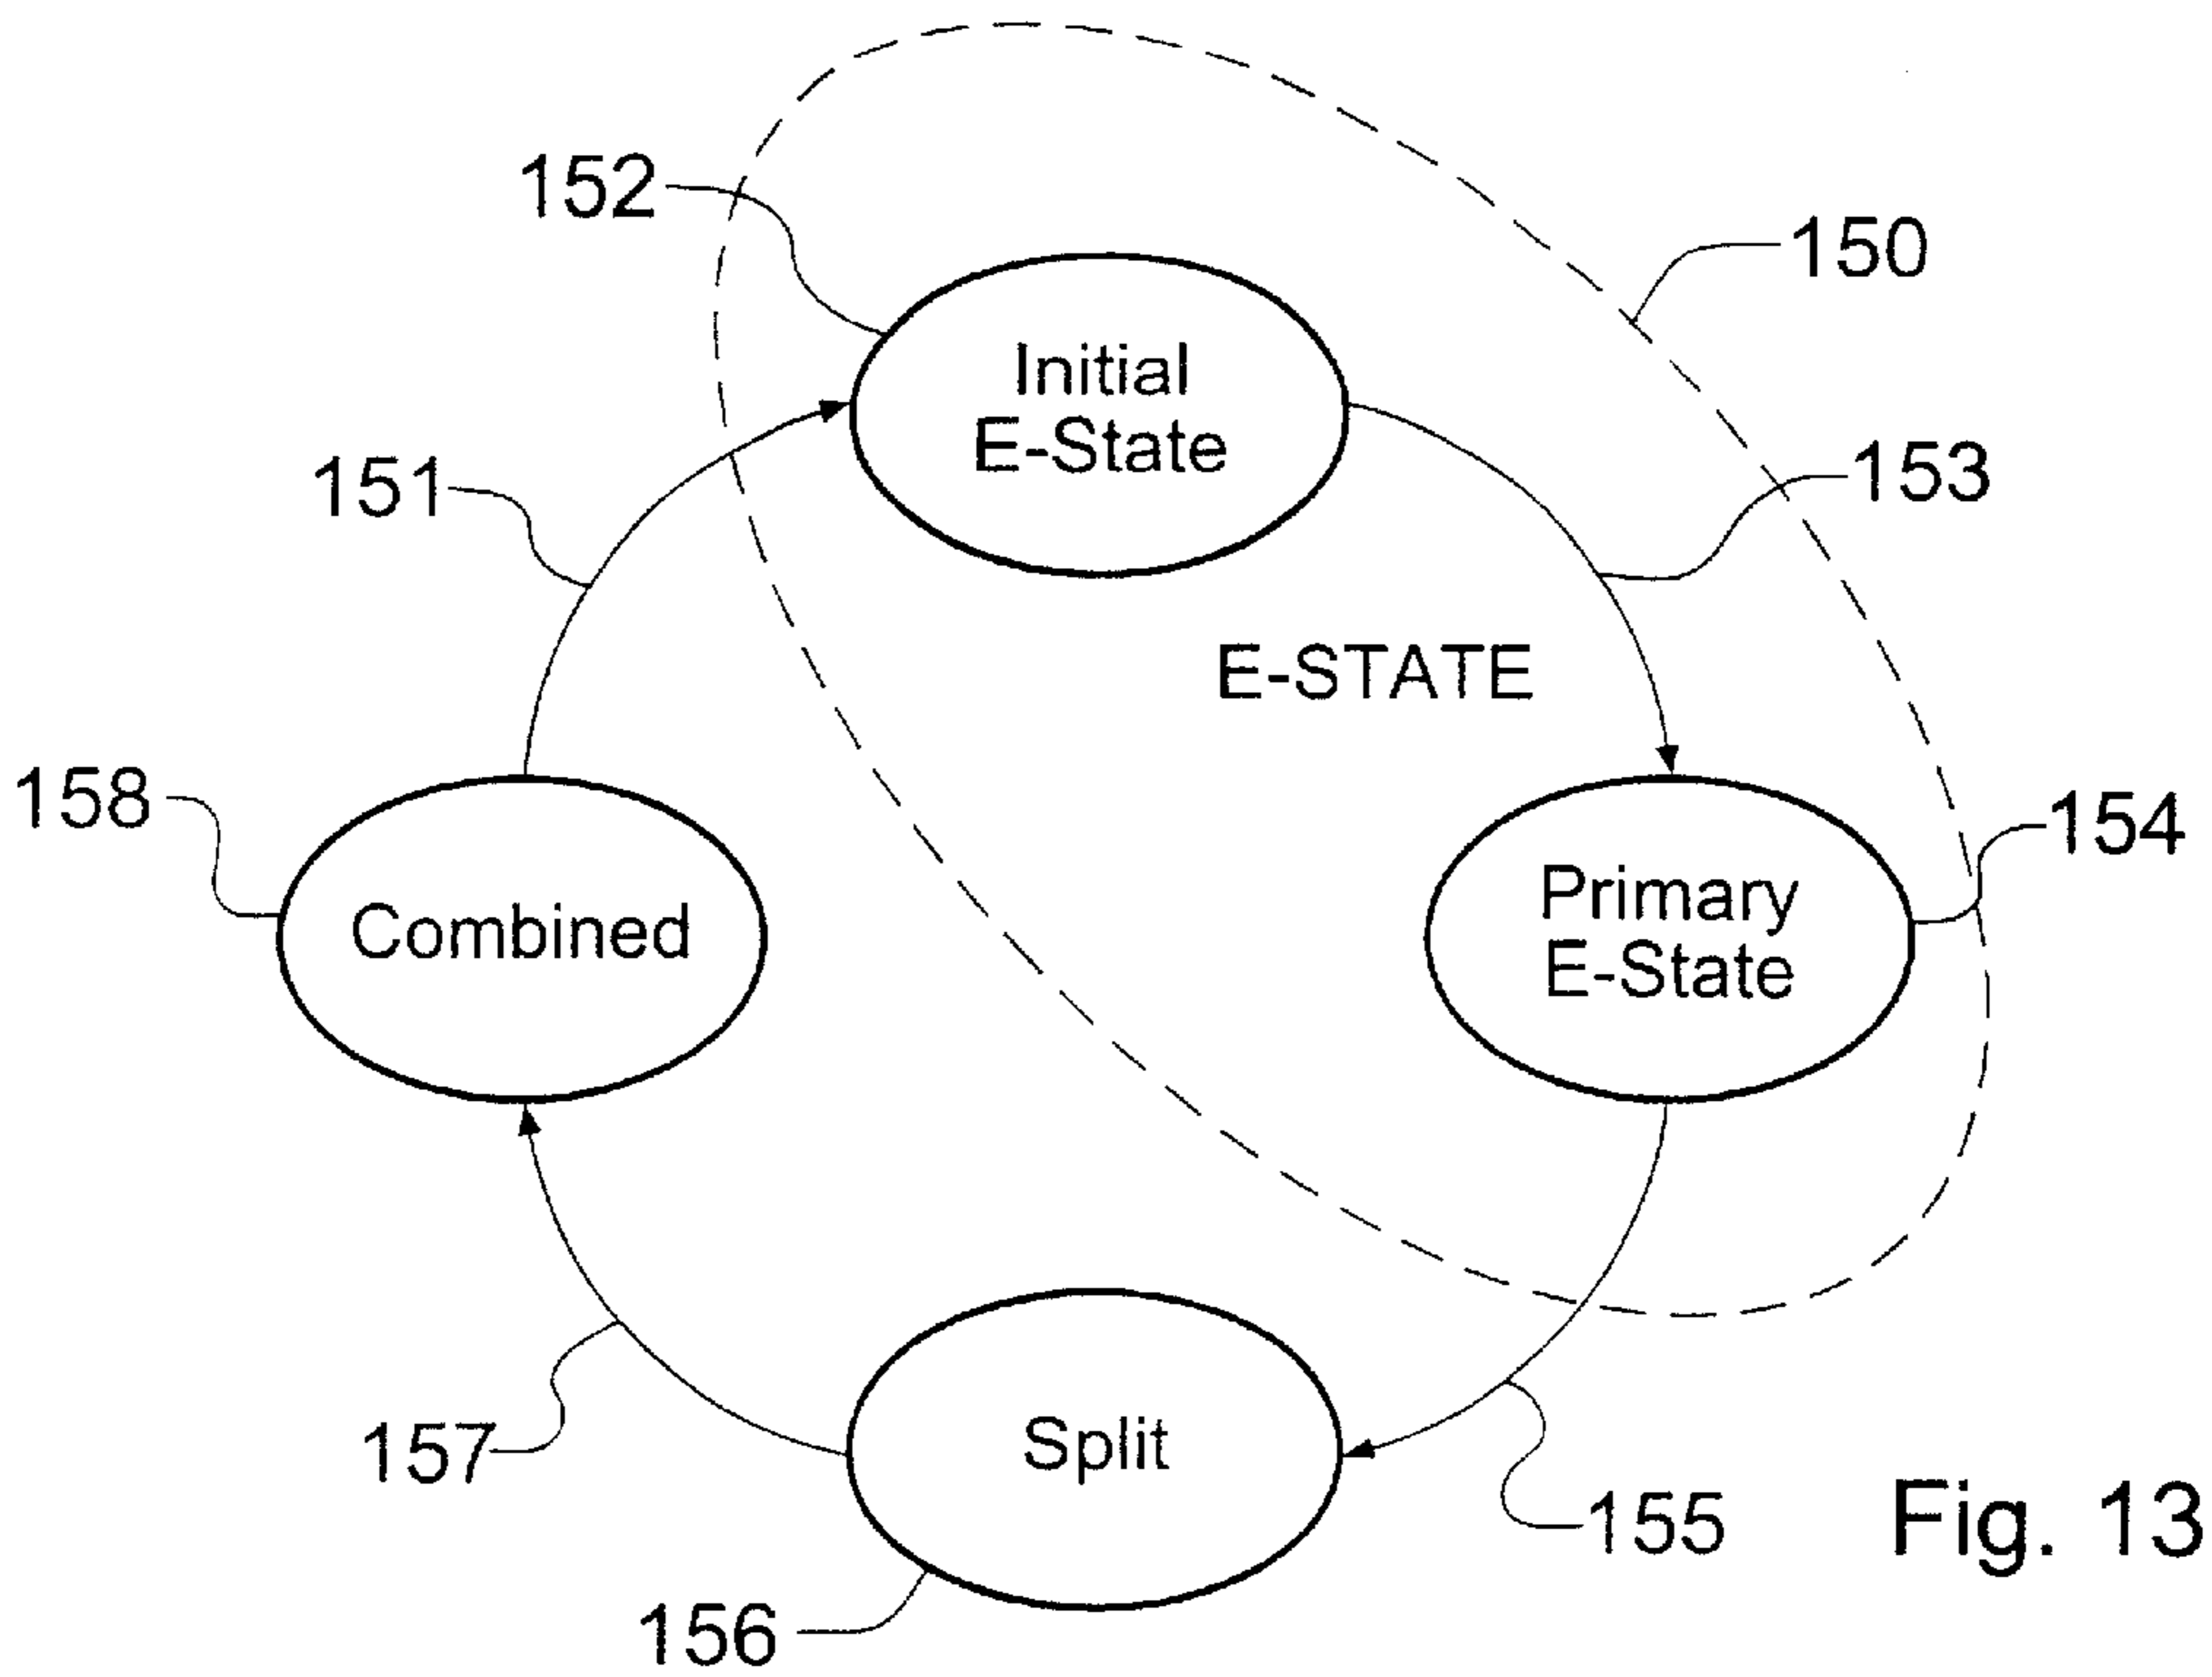 152
150
Initial
E-State
151
153
E-STATE
158
154
Combined
Primary
E-State
157
Split
155
Fig. 13
156